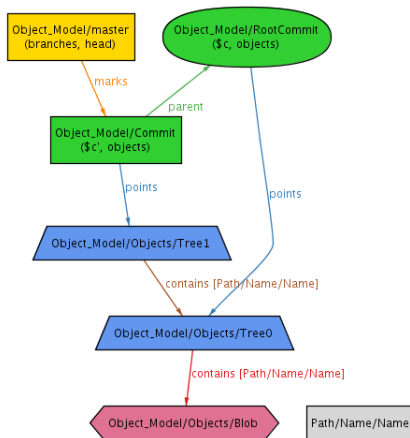 Object_Model/master
(branches, head)
Object_Model/RootCommit
($c, objects)
marks
parent
Object_Model/Commit
($c', objects)
points
points
Object_Model/Objects/Tree1
contains [Path/Name/Name]
Object_Model/Objects/Tree0
contains [Path/Name/Name]
Object_Model/Objects/Blob
Path/Name/Name